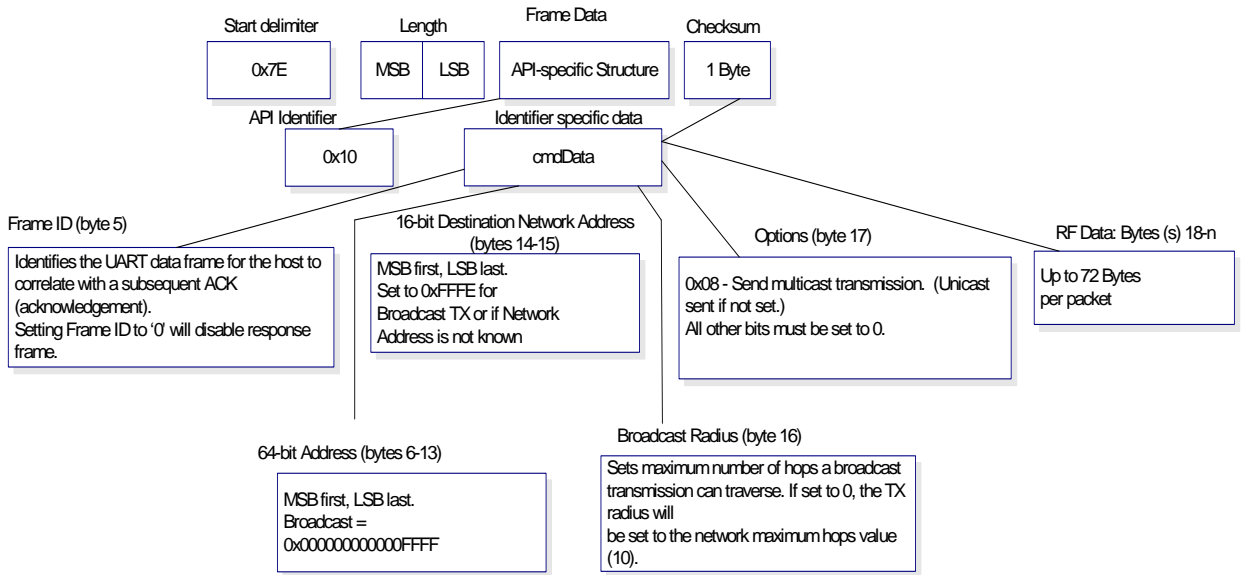 Frame Data
Start delimiter
Length
Checksum
0x7E
MSB
LSB
API-specific Structure
1 Byte
API Identifier
Identifier specific data
0x10
cmdData
Frame ID (byte 5)
Identifies the UART data frame for the host to
correlate with a subsequent ACK
(acknowledgement).
Setting Frame ID to ‘0’ will disable response
frame.
16-bit Destination Network Address
(bytes 14-15)
MSB first, LSB last.
Set to 0xFFFE for
Broadcast TX or if Network
Address is not known
Options (byte 17)
0x08 - Send multicast transmission. (Unicast
sent if not set.)
All other bits must be set to 0.
RF Data: Bytes (s) 18-n
Up to 72 Bytes
per packet
64-bit Address (bytes 6-13)
MSB first, LSB last.
Broadcast =
0x000000000000FFFF
Broadcast Radius (byte 16)
Sets maximum number of hops a broadcast
transmission can traverse. If set to 0, the TX
radius will
be set to the network maximum hops value
(10).